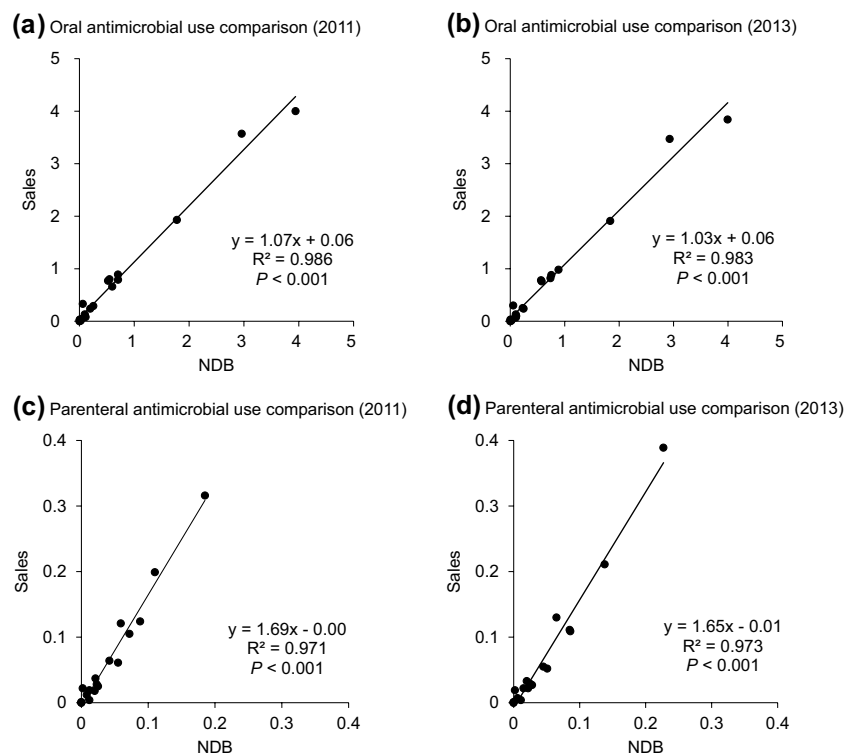 (a) Oral antimicrobial use comparison (2011)
5
4
3
2
1
0
Sales
y = 1.07x + 0.06
R² = 0.986
P < 0.001
0 1 2 3 4 5
NDB
(b) Oral antimicrobial use comparison (2013)
5
4
3
2
1
0
Sales
y = 1.03x + 0.06
R² = 0.983
P < 0.001
0 1 2 3 4 5
NDB
(c) Parenteral antimicrobial use comparison (2011)
0.4
0.3
0.2
0.1
0
Sales
y = 1.69x - 0.00
R² = 0.971
P < 0.001
0 0.1 0.2 0.3 0.4
NDB
(d) Parenteral antimicrobial use comparison (2013)
0.4
0.3
0.2
0.1
0
Sales
y = 1.65x - 0.01
R² = 0.973
P < 0.001
0 0.1 0.2 0.3 0.4
NDB